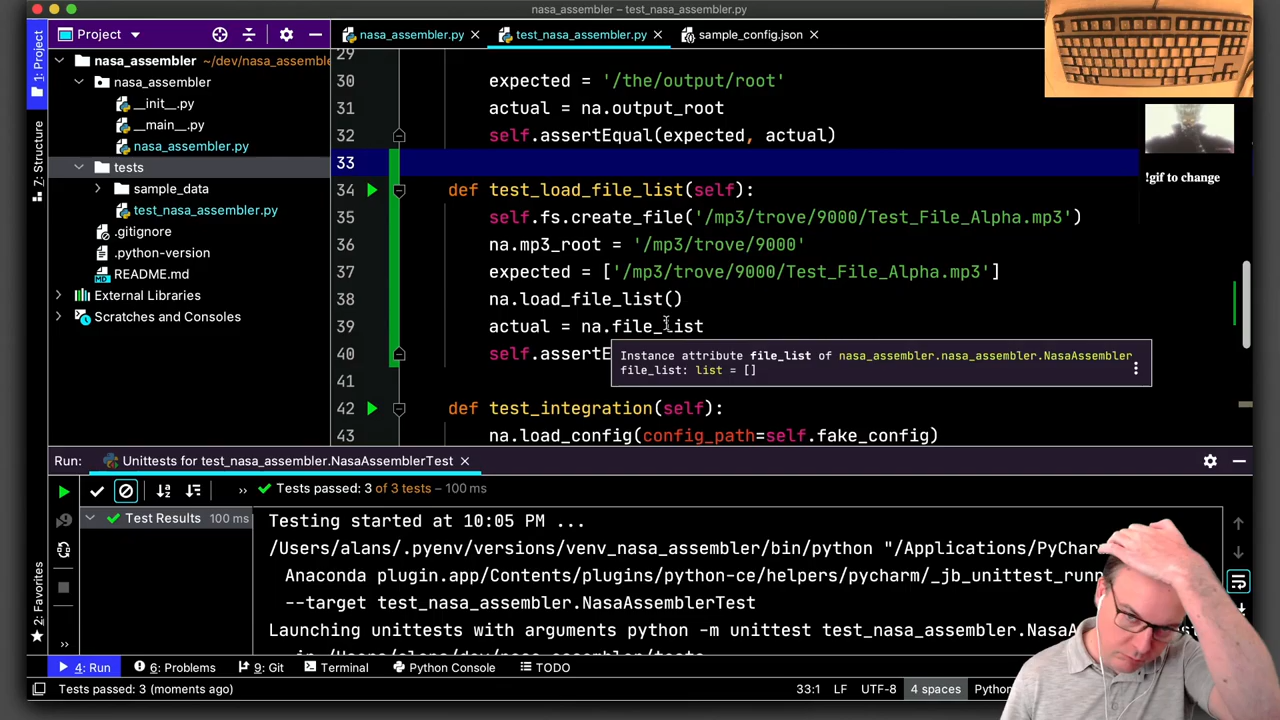 nasa_assembler – test_nasa_assembler.py
Project
nasa_assembler.py
test_nasa_assembler.py
sample_config.json
1: Project
7: Structure
2: Favorites
nasa_assembler ~/dev/nasa_assemble
nasa_assembler
__init__.py
__main__.py
nasa_assembler.py
tests
sample_data
test_nasa_assembler.py
.gitignore
.python-version
README.md
External Libraries
Scratches and Consoles
29
30 expected = '/the/output/root'
31 actual = na.output_root
32 self.assertEqual(expected, actual)
33
34 def test_load_file_list(self):
35 self.fs.create_file('/mp3/trove/9000/Test_File_Alpha.mp3')
36 na.mp3_root = '/mp3/trove/9000'
37 expected = ['/mp3/trove/9000/Test_File_Alpha.mp3']
38 na.load_file_list()
39 actual = na.file_list
40 self.assertE
Instance attribute file_list of nasa_assembler.nasa_assembler.NasaAssembler
file_list: list = []
41
42 def test_integration(self):
43 na.load_config(config_path=self.fake_config)
!gif to change
Run: Unittests for test_nasa_assembler.NasaAssemblerTest
Tests passed: 3 of 3 tests – 100 ms
Test Results 100 ms
Testing started at 10:05 PM ...
/Users/alans/.pyenv/versions/venv_nasa_assembler/bin/python "/Applications/PyChar
Anaconda plugin.app/Contents/plugins/python-ce/helpers/pycharm/_jb_unittest_runn
--target test_nasa_assembler.NasaAssemblerTest
Launching unittests with arguments python -m unittest test_nasa_assembler.NasaA
4: Run
6: Problems
9: Git
Terminal
Python Console
TODO
Tests passed: 3 (moments ago)
33:1 LF UTF-8 4 spaces Python